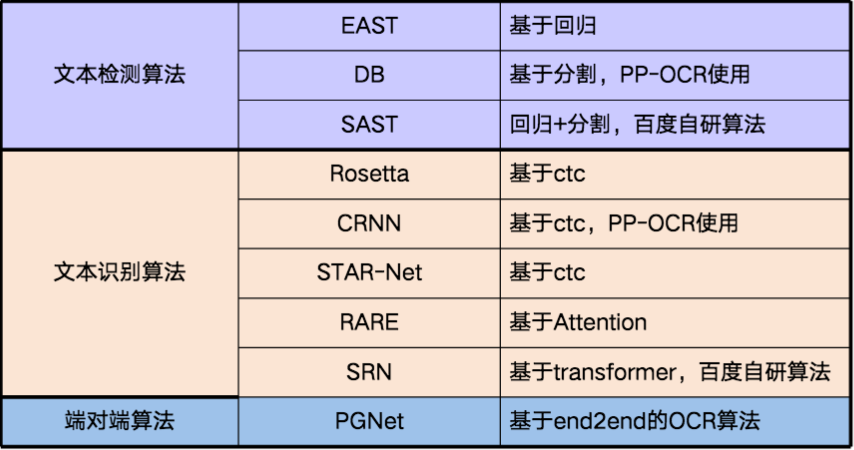 文本检测算法
EAST 基于回归
DB 基于分割，PP-OCR使用
SAST 回归+分割，百度自研算法
文本识别算法
Rosetta 基于ctc
CRNN 基于ctc，PP-OCR使用
STAR-Net 基于ctc
RARE 基于Attention
SRN 基于transformer，百度自研算法
端对端算法 PGNet 基于end2end的OCR算法